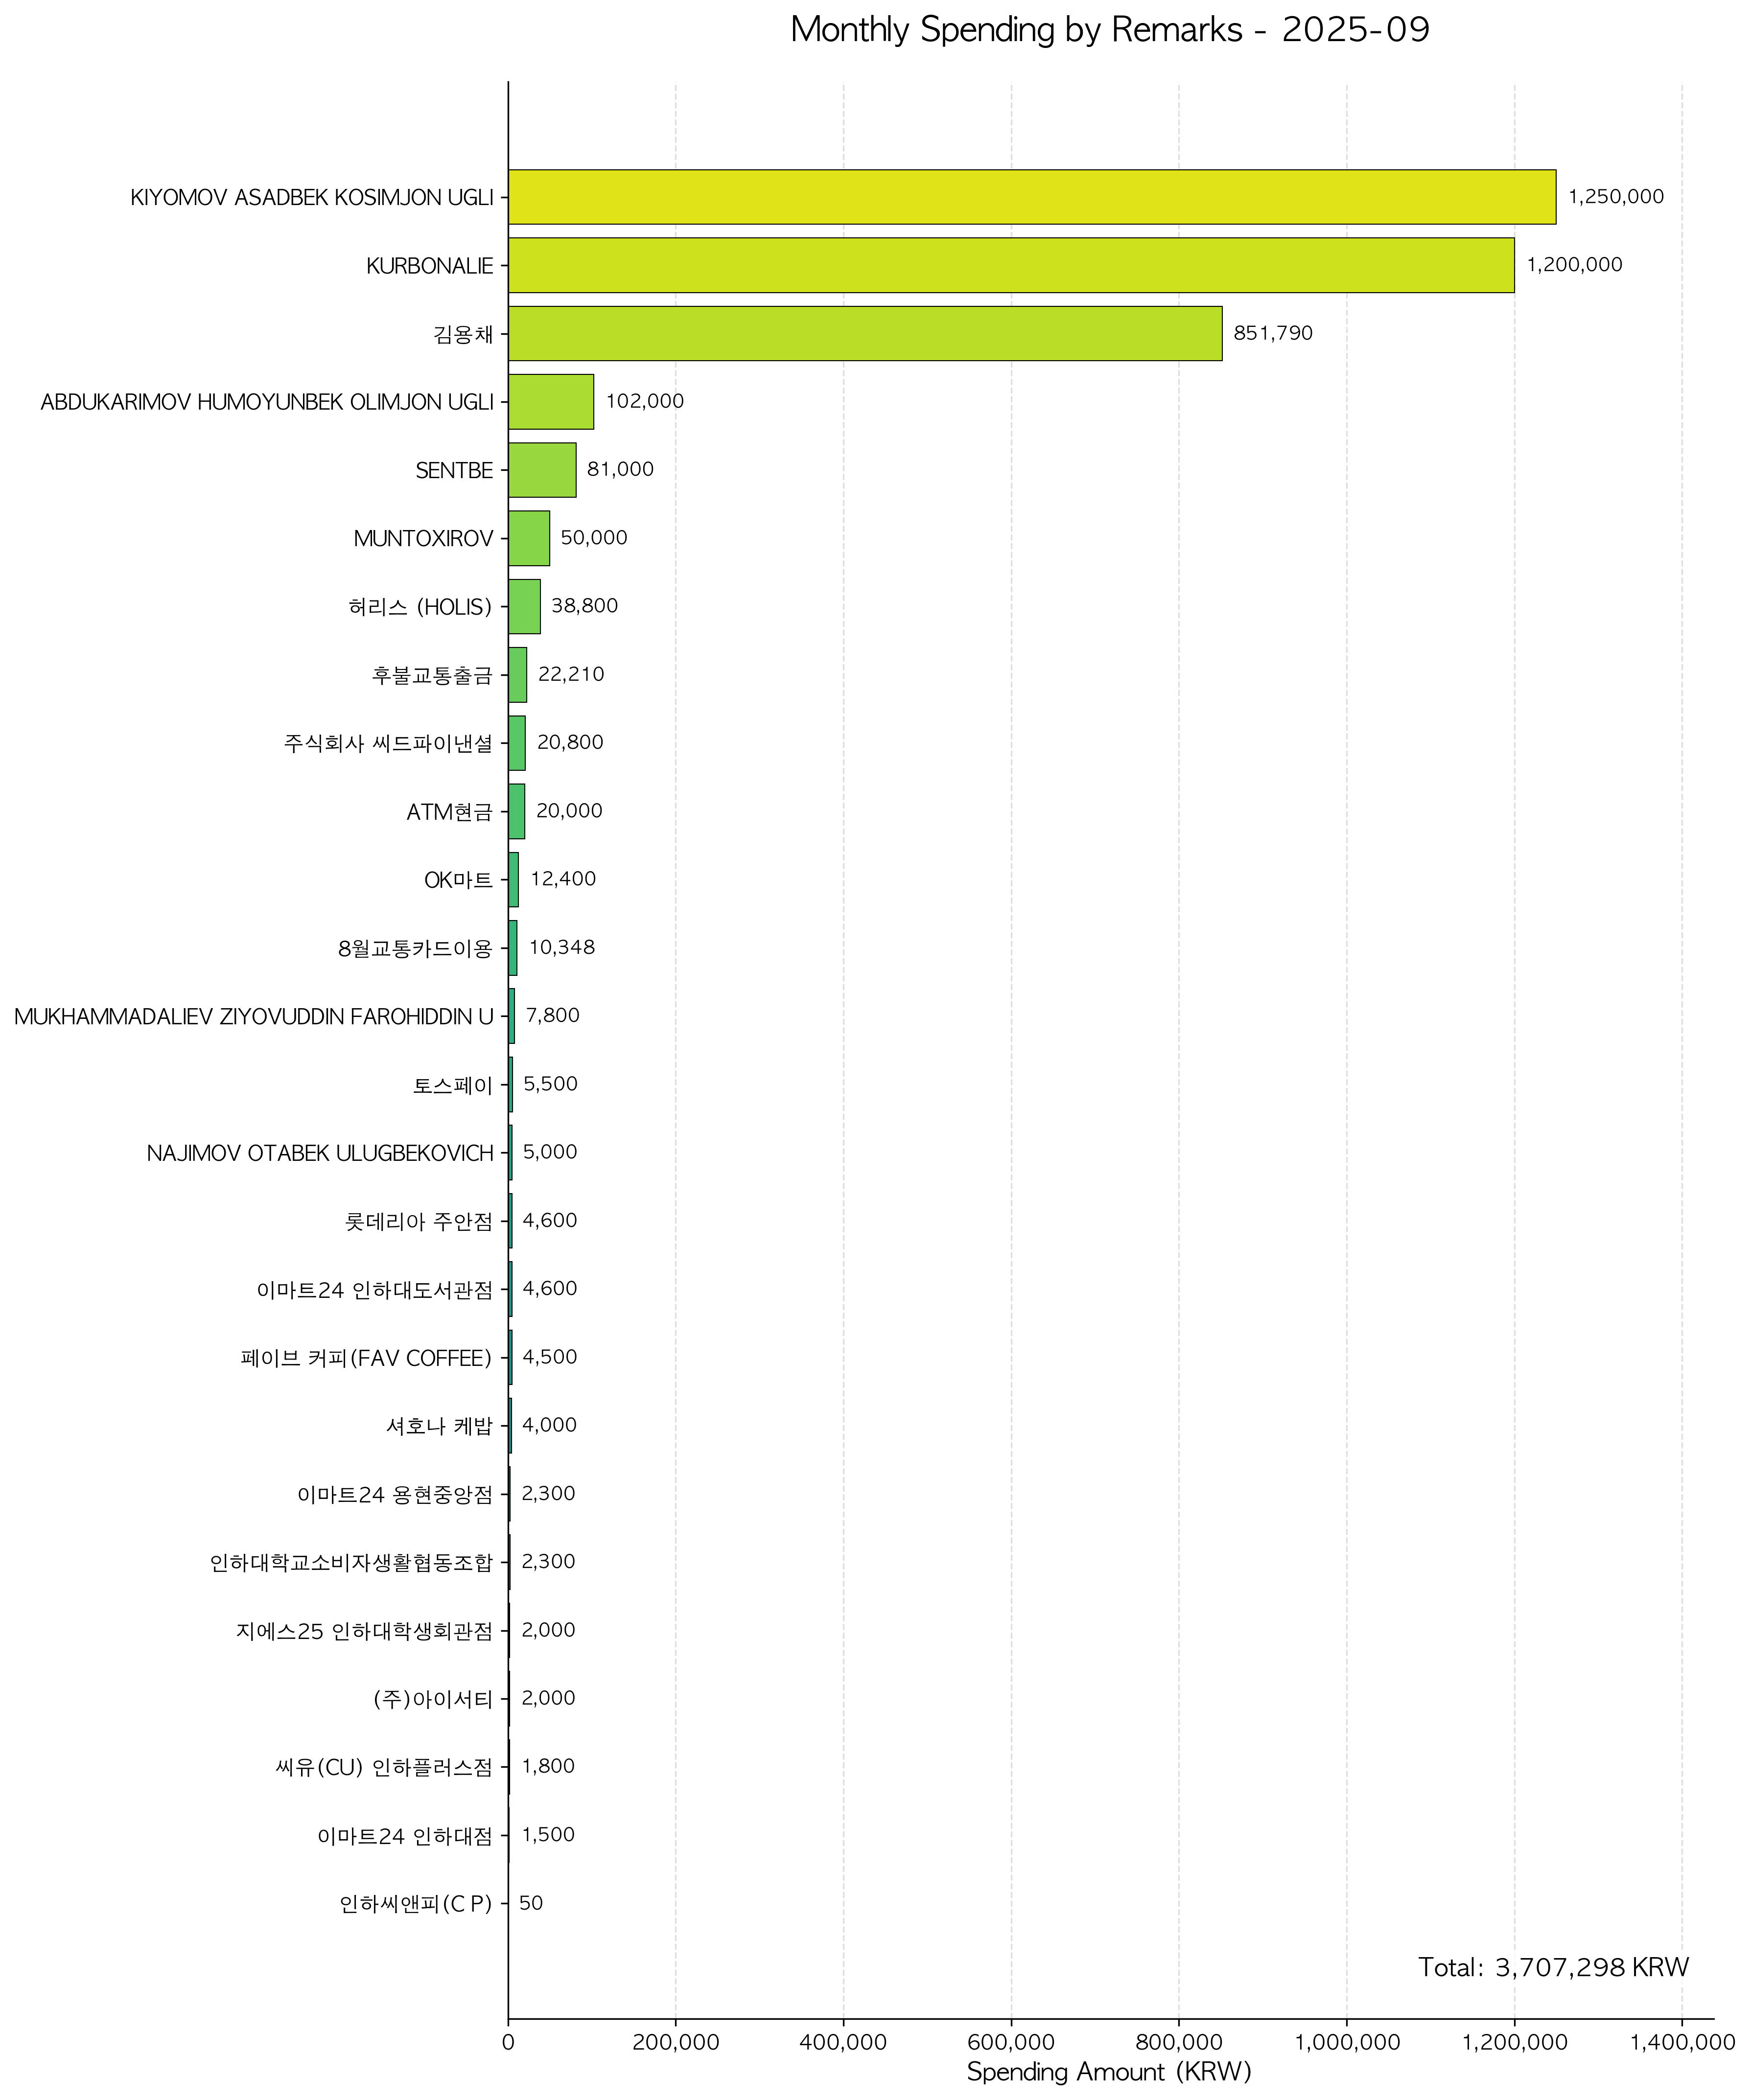 Monthly Spending by Remarks - 2025-09
KIYOMOV ASADBEK KOSIMJON UGLI 1,250,000
KURBONALIE 1,200,000
김용채 851,790
ABDUKARIMOV HUMOYUNBEK OLIMJON UGLI 102,000
SENTBE 81,000
MUNTOXIROV 50,000
허리스 (HOLIS) 38,800
후불교통출금 22,210
주식회사 씨드파이낸셜 20,800
ATM현금 20,000
OK마트 12,400
8월교통카드이용 10,348
MUKHAMMADALIEV ZIYOVUDDIN FAROHIDDIN U 7,800
토스페이 5,500
NAJIMOV OTABEK ULUGBEKOVICH 5,000
롯데리아 주안점 4,600
이마트24 인하대도서관점 4,600
페이브 커피(FAV COFFEE) 4,500
셔호나 케밥 4,000
이마트24 용현중앙점 2,300
인하대학교소비자생활협동조합 2,300
지에스25 인하대학생회관점 2,000
(주)아이서티 2,000
씨유(CU) 인하플러스점 1,800
이마트24 인하대점 1,500
인하씨앤피(C P) 50
Total: 3,707,298 KRW
0 200,000 400,000 600,000 800,000 1,000,000 1,200,000 1,400,000
Spending Amount (KRW)